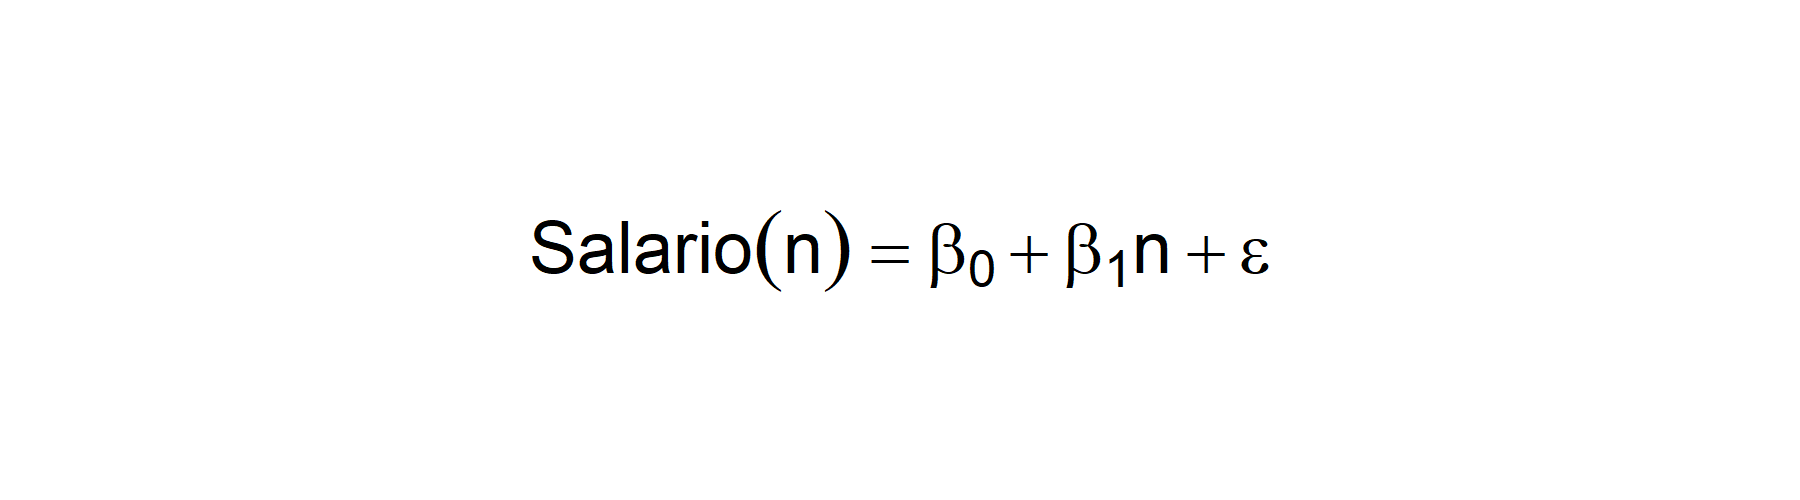 Salario(n) = β₀ + β₁n + ε